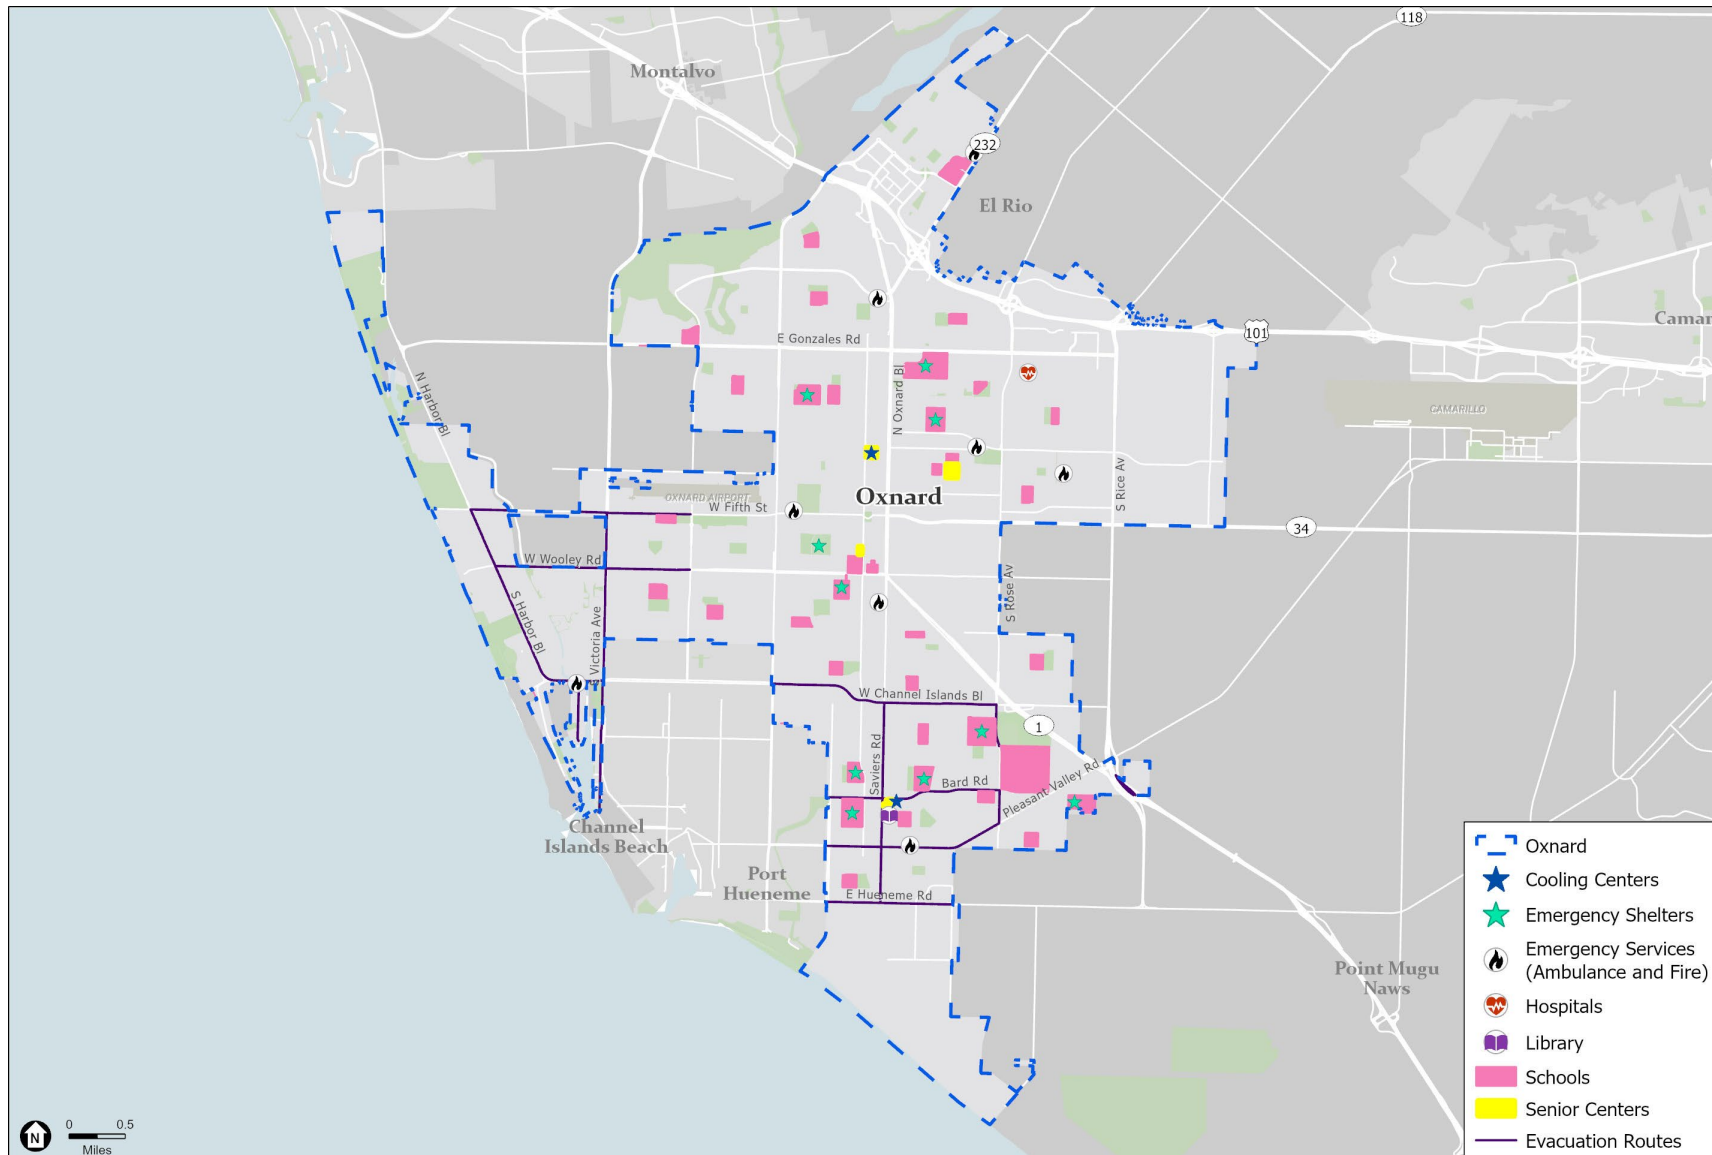 118
Montalvo
232
El Rio
101
Camar
E Gonzales Rd
N Harbor Bl
N Oxnard Bl
CAMARILLO
S Rice Av
Oxnard
OXNARD AIRPORT
W Fifth St
34
W Wooley Rd
S Rose Av
S Harbor Bl
S Victoria Ave
W Channel Islands Bl
1
Saviers Rd
Bard Rd
Pleasant Valley Rd
Channel
Islands Beach
Port
Hueneme
E Hueneme Rd
Point Mugu
Naws
Oxnard
Cooling Centers
Emergency Shelters
Emergency Services
(Ambulance and Fire)
Hospitals
Library
Schools
Senior Centers
Evacuation Routes
N
0 0.5
Miles